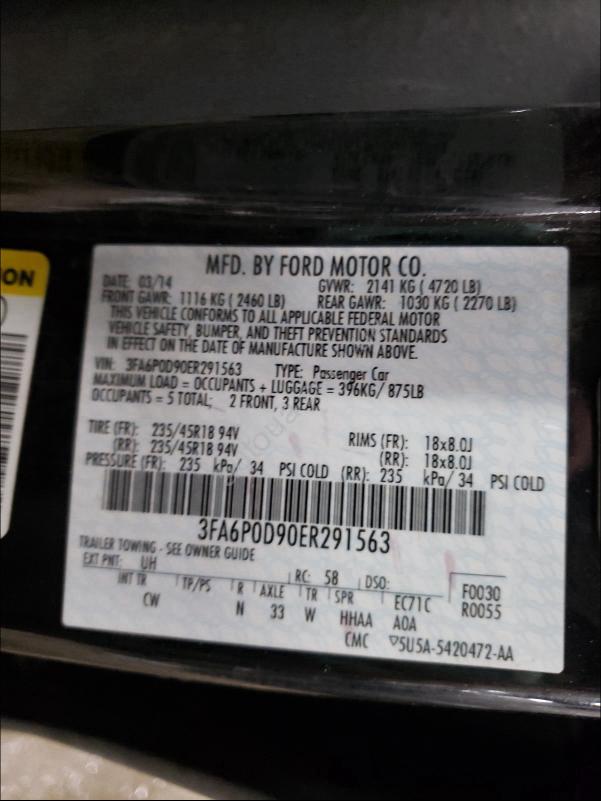 ION
MFD. BY FORD MOTOR CO.
DATE: 03/14 GVWR: 2141 KG ( 4720 LB)
FRONT GAWR: 1116 KG ( 2460 LB) REAR GAWR: 1030 KG ( 2270 LB)
THIS VEHICLE CONFORMS TO ALL APPLICABLE FEDERAL MOTOR
VEHICLE SAFETY, BUMPER, AND THEFT PREVENTION STANDARDS
IN EFFECT ON THE DATE OF MANUFACTURE SHOWN ABOVE.
VIN: 3FA6P0D90ER291563 TYPE: Passenger Car
MAXIMUM LOAD = OCCUPANTS + LUGGAGE = 396KG/ 875LB
OCCUPANTS = 5 TOTAL; 2 FRONT, 3 REAR
TIRE (FR): 235/45R18 94V RIMS (FR): 18x8.0J
(RR): 235/45R18 94V (RR): 18x8.0J
PRESSURE (FR): 235 kPa/ 34 PSI COLD (RR): 235 kPa/ 34 PSI COLD
3FA6P0D90ER291563
TRAILER TOWING - SEE OWNER GUIDE
EXT PNT: UH RC: 58 DSO: F0030
INT TR TP/PS R AXLE TR SPR EC71C R0055
CW N 33 W HHAA A0A
CMC ▽5U5A-5420472-AA